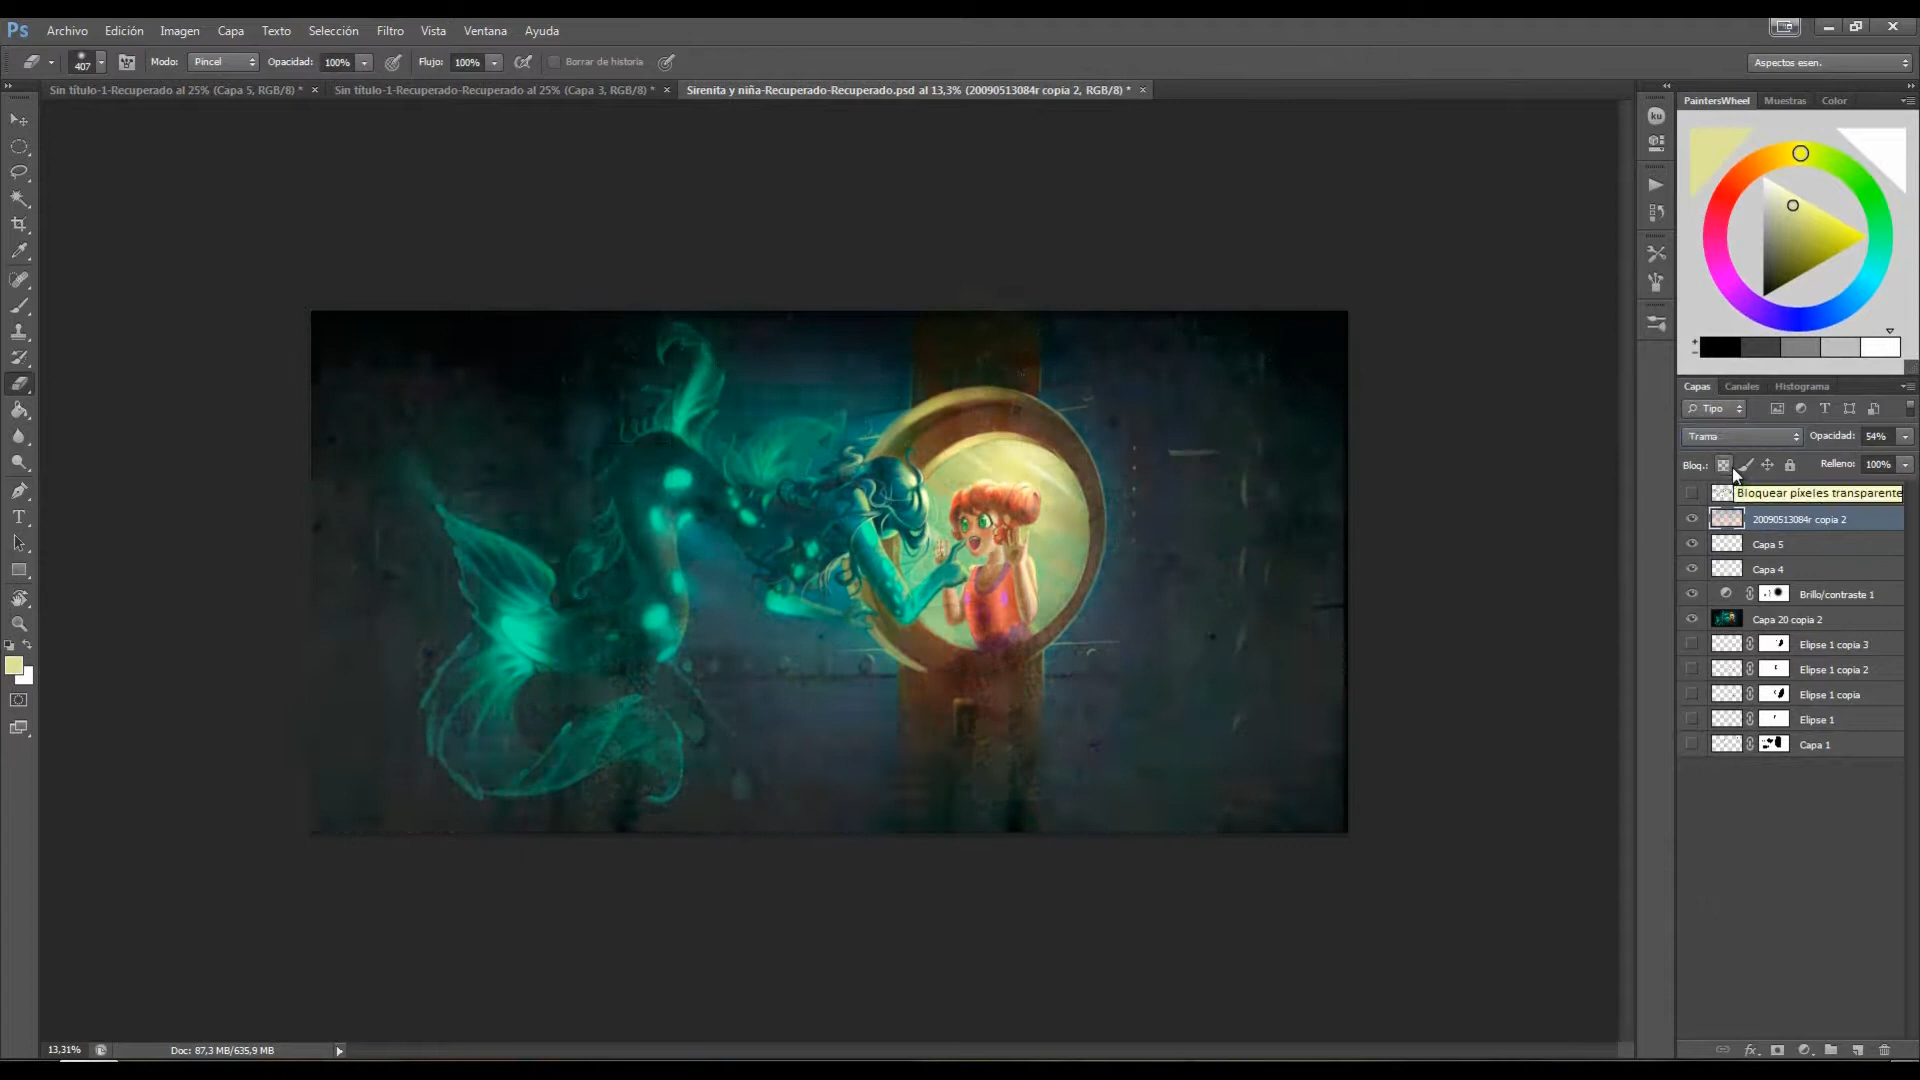 Ps Archivo Edición Imagen Capa Texto Filtro Selección Vista Ventana Ayuda
407 Modo: Pincel Opacidad: 100% Flujo: 100% Borrar de historia Aspectos esen.
Sin título-1-Recuperado al 25% (Capa 5, RGB/8) * × Sin título-1-Recuperado-Recuperado al 25% (Capa 3, RGB/8) * × Sirenita y niña-Recuperado-Recuperado.psd al 13,3% (20090513084r copia 2, RGB/8) * ×
PaintersWheel Muestras Color
ku
Capas Canales Histograma
Tipo
Trama Opacidad: 54%
Bloq.: Relleno: 100%
Bloquear píxeles transparente
20090513084r copia 2
Capa 5
Capa 4
Brillo/contraste 1
Capa 20 copia 2
Elipse 1 copia 3
Elipse 1 copia 2
Elipse 1 copia
Elipse 1
Capa 1
13,31% Doc: 87,3 MB/635,9 MB
fx